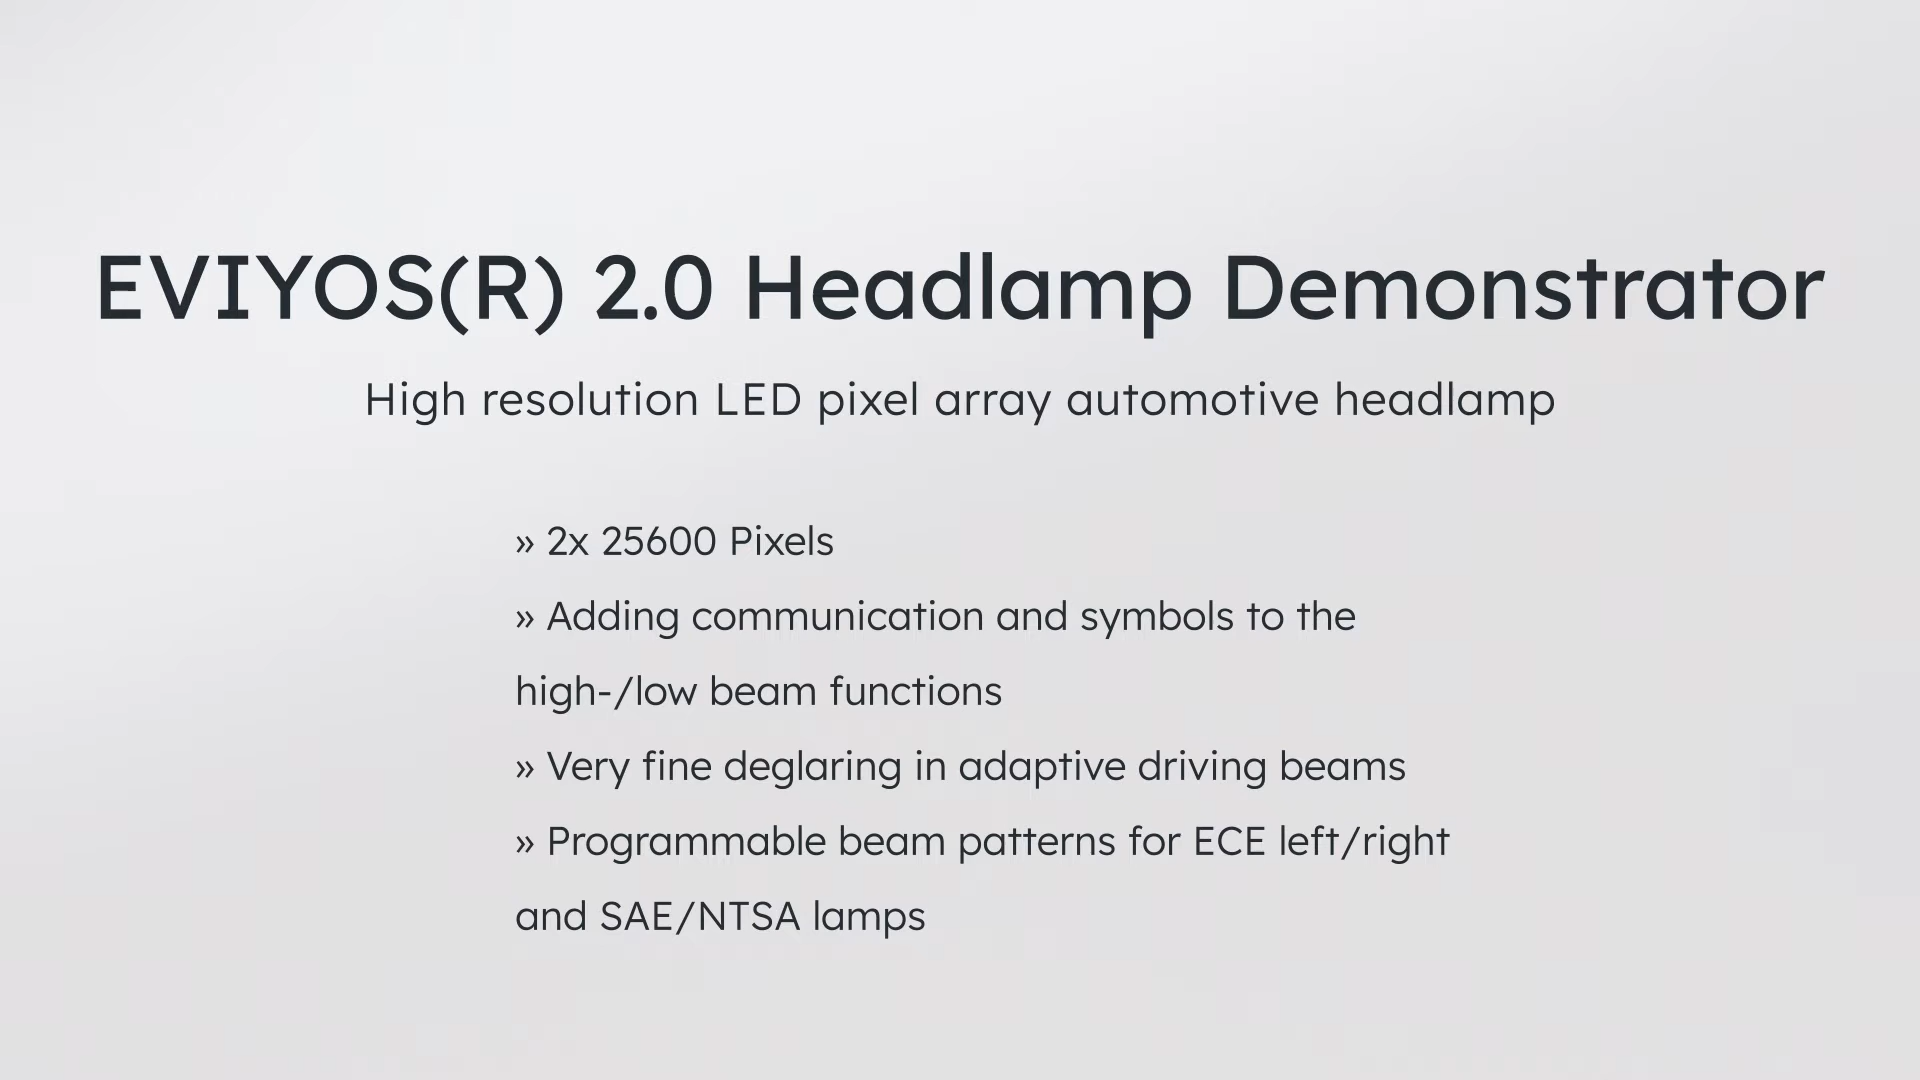 EVIYOS(R) 2.0 Headlamp Demonstrator
High resolution LED pixel array automotive headlamp
» 2x 25600 Pixels
» Adding communication and symbols to the
high-/low beam functions
» Very fine deglaring in adaptive driving beams
» Programmable beam patterns for ECE left/right
and SAE/NTSA lamps